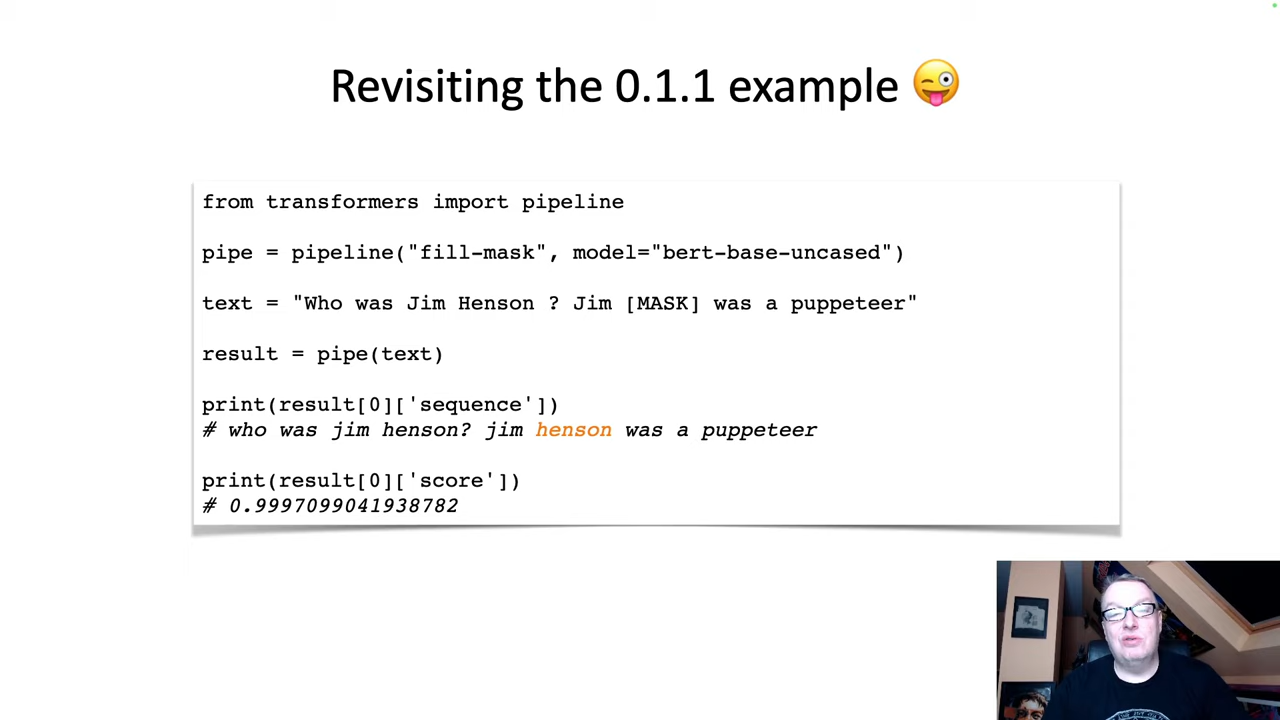 Revisiting the 0.1.1 example 😜
from transformers import pipeline
pipe = pipeline("fill-mask", model="bert-base-uncased")
text = "Who was Jim Henson ? Jim [MASK] was a puppeteer"
result = pipe(text)
print(result[0]['sequence'])
# who was jim henson? jim henson was a puppeteer
print(result[0]['score'])
# 0.9997099041938782